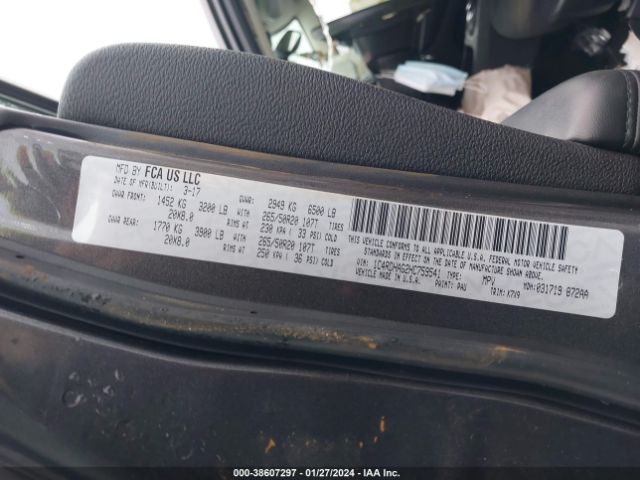 MFD BY FCA US LLC
DATE OF MFR(BUILT): 3-17 GVWR: 2949 KG 6500 LB
GAWR FRONT: 1452 KG 3200 LB WITH 265/50R20 107T TIRES
20X8.0 RIMS AT 230 KPA ( 33 PSI) COLD
GAWR REAR: 1770 KG 3900 LB WITH 265/50R20 107T TIRES
20X8.0 RIMS AT 250 KPA ( 36 PSI) COLD
THIS VEHICLE CONFORMS TO ALL APPLICABLE U.S.A. FEDERAL MOTOR VEHICLE SAFETY
STANDARDS IN EFFECT ON THE DATE OF MANUFACTURE SHOWN ABOVE.
VIN: TYPE: MPV MDH: 031719 872AA
MADE IN U.S.A. PAINT: PAU TRIM: K7X9
000-38607297 - 01/27/2024 - IAA Inc.